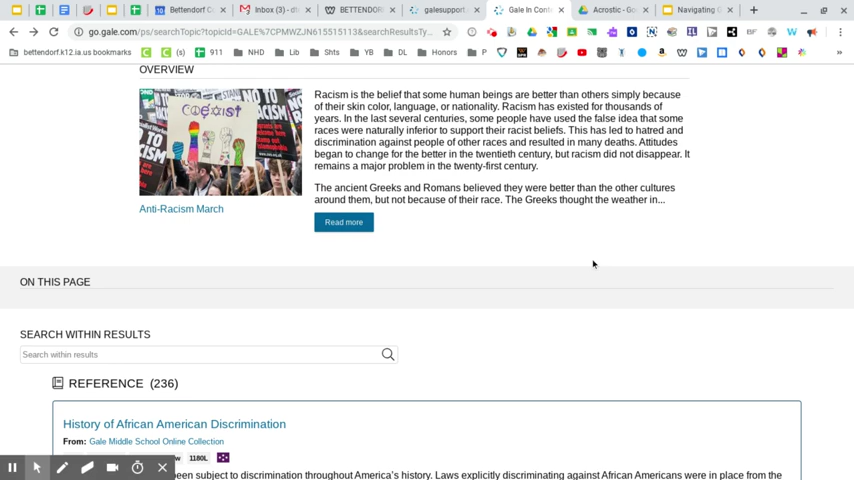 Bettendorf C
Inbox (3) - d
BETTENDOR
galesupport.
Gale In Cont
Acrostic - Go
Navigating G
go.gale.com/ps/searchTopic?topicId=GALE%7CPMWZJN615515113&searchResultsTy...
bettendorf.k12.ia.us bookmarks
(s)
911
NHD
Lib
Shts
YB
DL
Honors
P
OVERVIEW
Racism is the belief that some human beings are better than others simply because
of their skin color, language, or nationality. Racism has existed for thousands of
years. In the last several centuries, some people have used the false idea that some
races were naturally inferior to support their racist beliefs. This has led to hatred and
discrimination against people of other races and resulted in many deaths. Attitudes
began to change for the better in the twentieth century, but racism did not disappear. It
remains a major problem in the twenty-first century.
The ancient Greeks and Romans believed they were better than the other cultures
around them, but not because of their race. The Greeks thought the weather in...
Read more
COEXIST
Anti-Racism March
ON THIS PAGE
SEARCH WITHIN RESULTS
Search within results
REFERENCE (236)
History of African American Discrimination
From: Gale Middle School Online Collection
w 1180L
een subject to discrimination throughout America's history. Laws explicitly discriminating against African Americans were in place from the